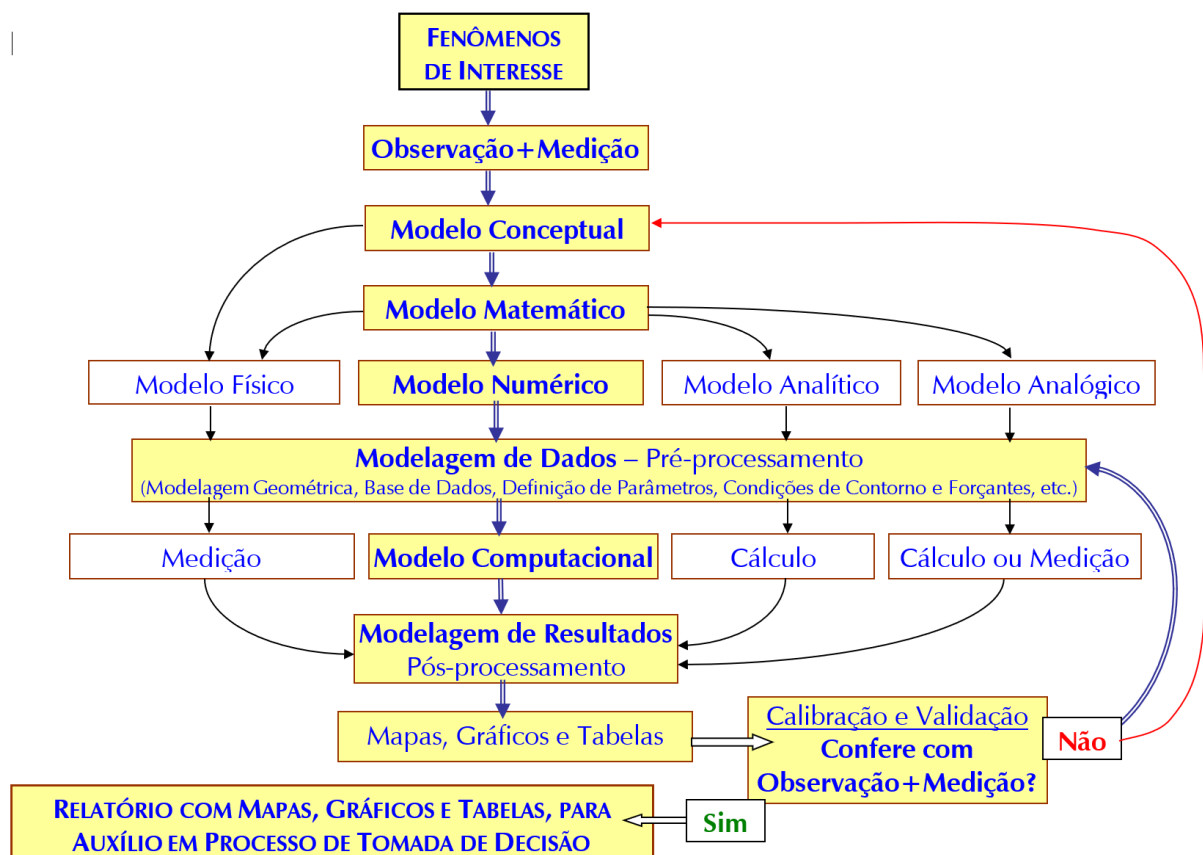 FENÔMENOS
DE INTERESSE
Observação+Medição
Modelo Conceptual
Modelo Matemático
Modelo Físico
Modelo Numérico
Modelo Analítico
Modelo Analógico
Modelagem de Dados – Pré-processamento
(Modelagem Geométrica, Base de Dados, Definição de Parâmetros, Condições de Contorno e Forçantes, etc.)
Medição
Modelo Computacional
Cálculo
Cálculo ou Medição
Modelagem de Resultados
Pós-processamento
Mapas, Gráficos e Tabelas
Calibração e Validação
Confere com
Observação+Medição?
Não
Sim
RELATÓRIO COM MAPAS, GRÁFICOS E TABELAS, PARA
AUXÍLIO EM PROCESSO DE TOMADA DE DECISÃO